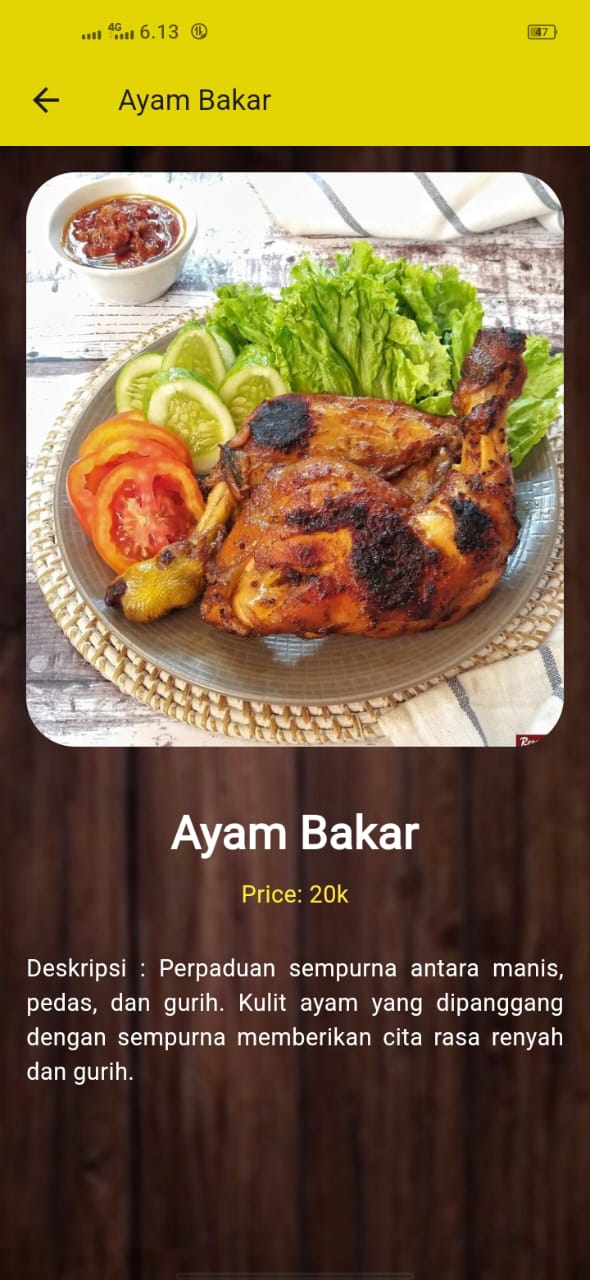 4G 6.13 47
Ayam Bakar
Ayam Bakar
Price: 20k
Deskripsi : Perpaduan sempurna antara manis,
pedas, dan gurih. Kulit ayam yang dipanggang
dengan sempurna memberikan cita rasa renyah
dan gurih.